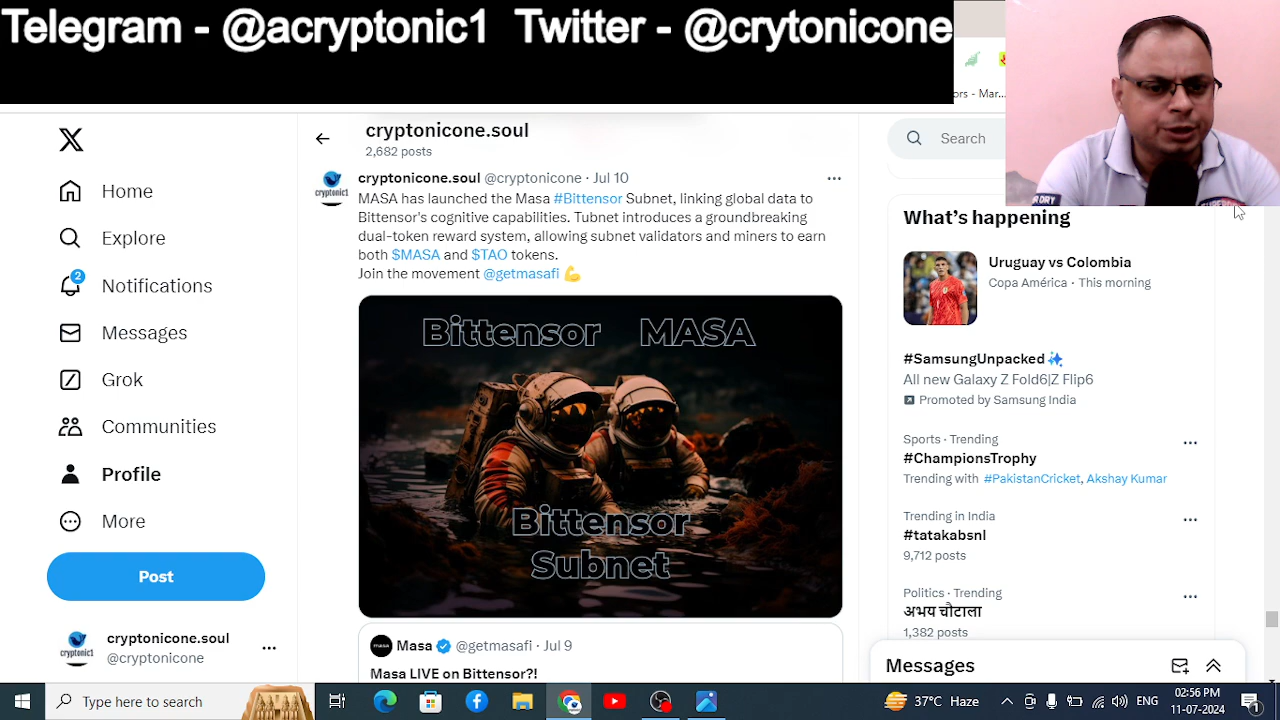 Telegram - @acryptonic1 Twitter - @crytonicone
ors - Mar...
cryptonicone.soul
2,682 posts
Search
Home
Explore
2
Notifications
Messages
Grok
Communities
Profile
More
Post
cryptonicone.soul
@cryptonicone
cryptonic1
cryptonicone.soul @cryptonicone · Jul 10
MASA has launched the Masa #Bittensor Subnet, linking global data to
Bittensor's cognitive capabilities. Tubnet introduces a groundbreaking
dual-token reward system, allowing subnet validators and miners to earn
both $MASA and $TAO tokens.
Join the movement @getmasafi 💪
Bittensor MASA
Bittensor
Subnet
Masa @getmasafi · Jul 9
Masa LIVE on Bittensor?!
What's happening
Uruguay vs Colombia
Copa América · This morning
#SamsungUnpacked
All new Galaxy Z Fold6|Z Flip6
Promoted by Samsung India
Sports · Trending
#ChampionsTrophy
Trending with #PakistanCricket, Akshay Kumar
Trending in India
#tatakabsnl
9,712 posts
Politics · Trending
अभय चौटाला
1,382 posts
Messages
Type here to search
37°C Haze
ENG
02:56 PM
11-07-2024
1